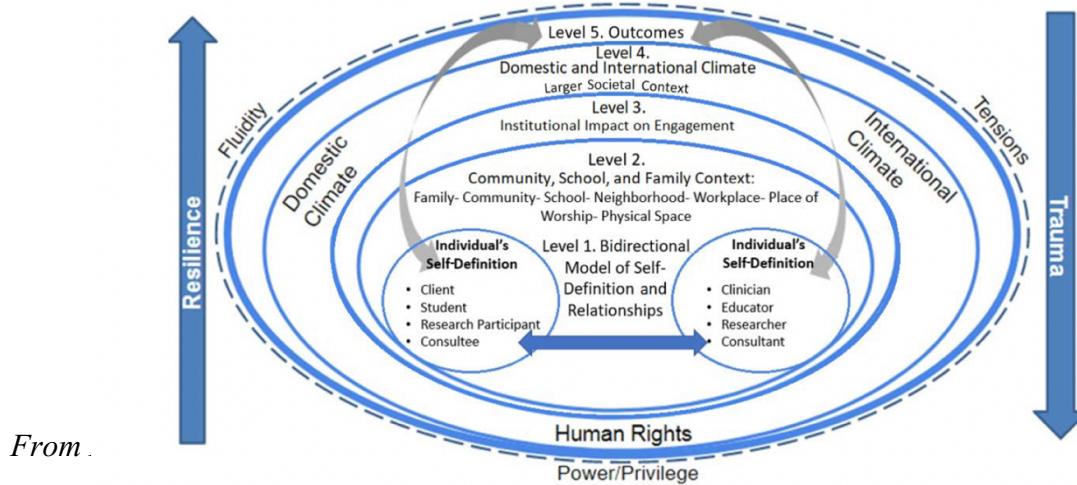 Level 5. Outcomes
Level 4.
Domestic and International Climate
Larger Societal Context
Level 3.
Institutional Impact on Engagement
Level 2.
Community, School, and Family Context:
Family- Community- School- Neighborhood- Workplace- Place of
Worship- Physical Space
Fluidity
Tensions
Domestic
Climate
International
Climate
Resilience
Trauma
Individual's
Self-Definition
• Client
• Student
• Research Participant
• Consultee
Level 1. Bidirectional
Model of Self-
Definition and
Relationships
Individual's
Self-Definition
• Clinician
• Educator
• Researcher
• Consultant
Human Rights
Power/Privilege
From .